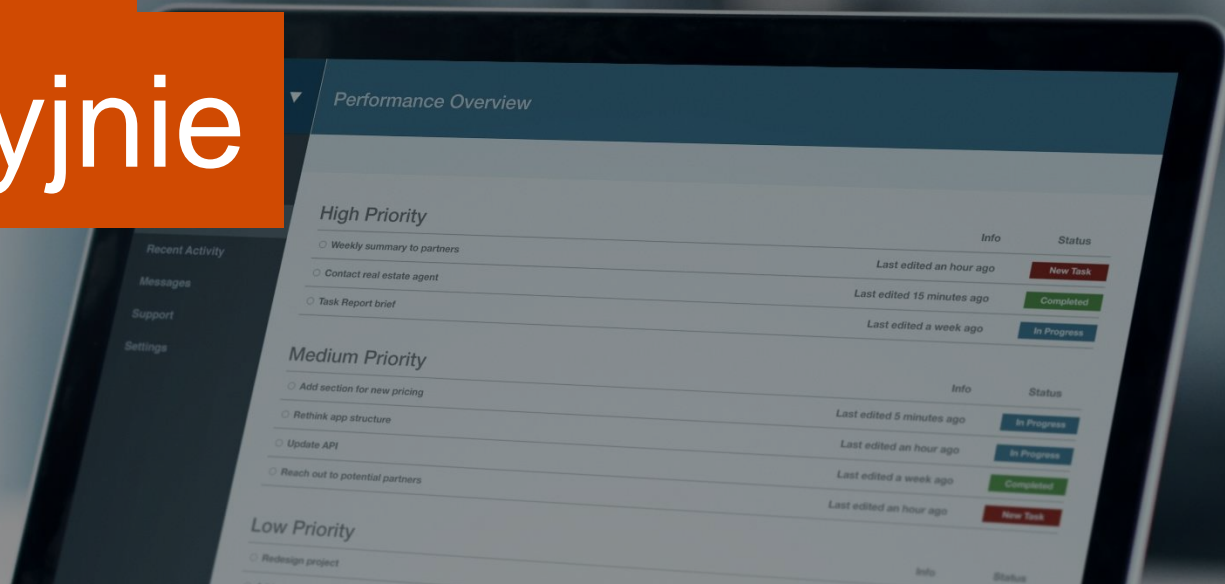 yjnie
Performance Overview
High Priority
Info Status
Weekly summary to partners Last edited an hour ago New Task
Contact real estate agent Last edited 15 minutes ago Completed
Task Report brief Last edited a week ago In Progress
Recent Activity
Messages
Support
Settings
Medium Priority
Info Status
Add section for new pricing Last edited 5 minutes ago In Progress
Rethink app structure Last edited an hour ago In Progress
Update API Last edited a week ago Completed
Reach out to potential partners Last edited an hour ago New Task
Low Priority
Info Status
Redesign project